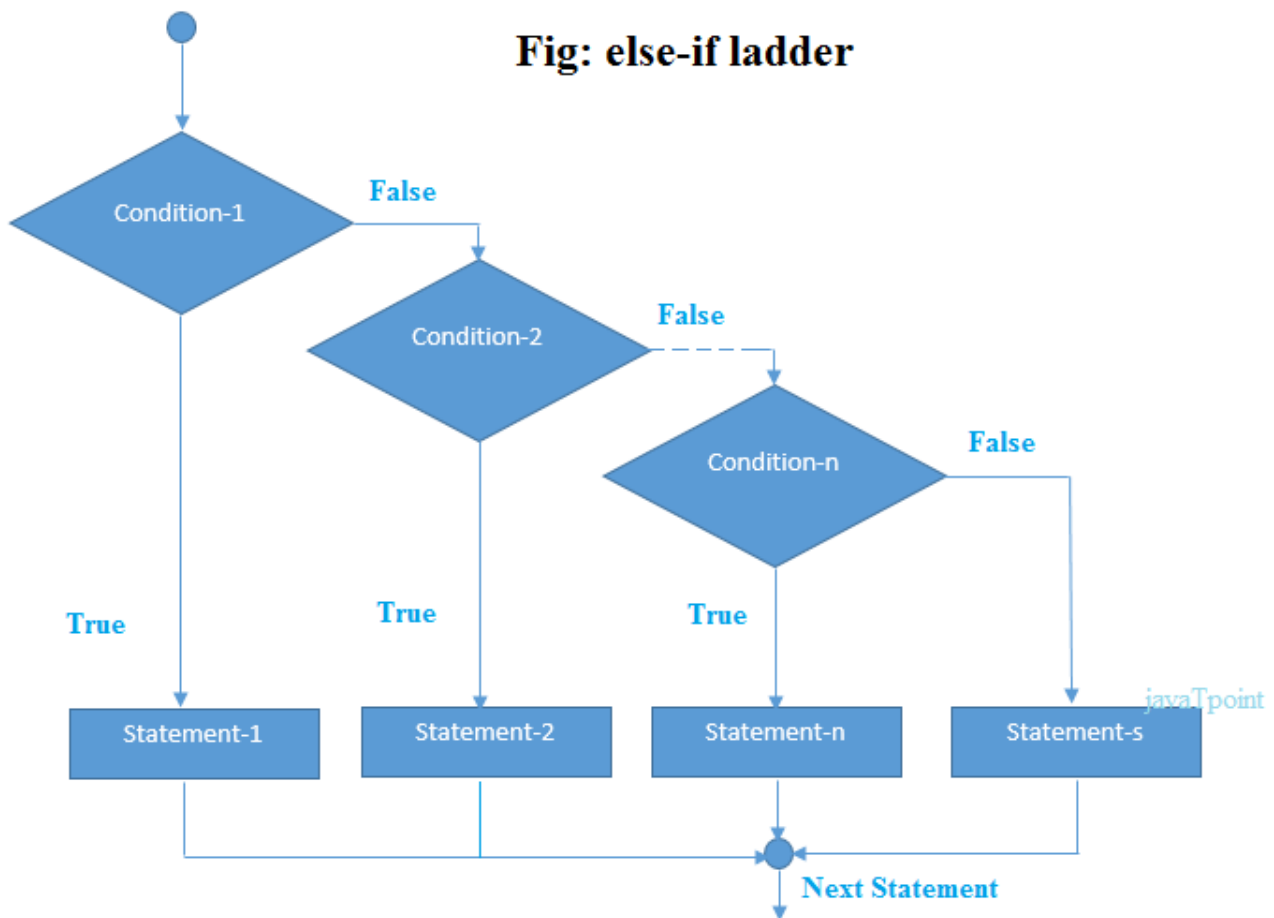 Fig: else-if ladder
Condition-1
False
Condition-2
False
Condition-n
False
True
True
True
javaTpoint
Statement-1
Statement-2
Statement-n
Statement-s
Next Statement